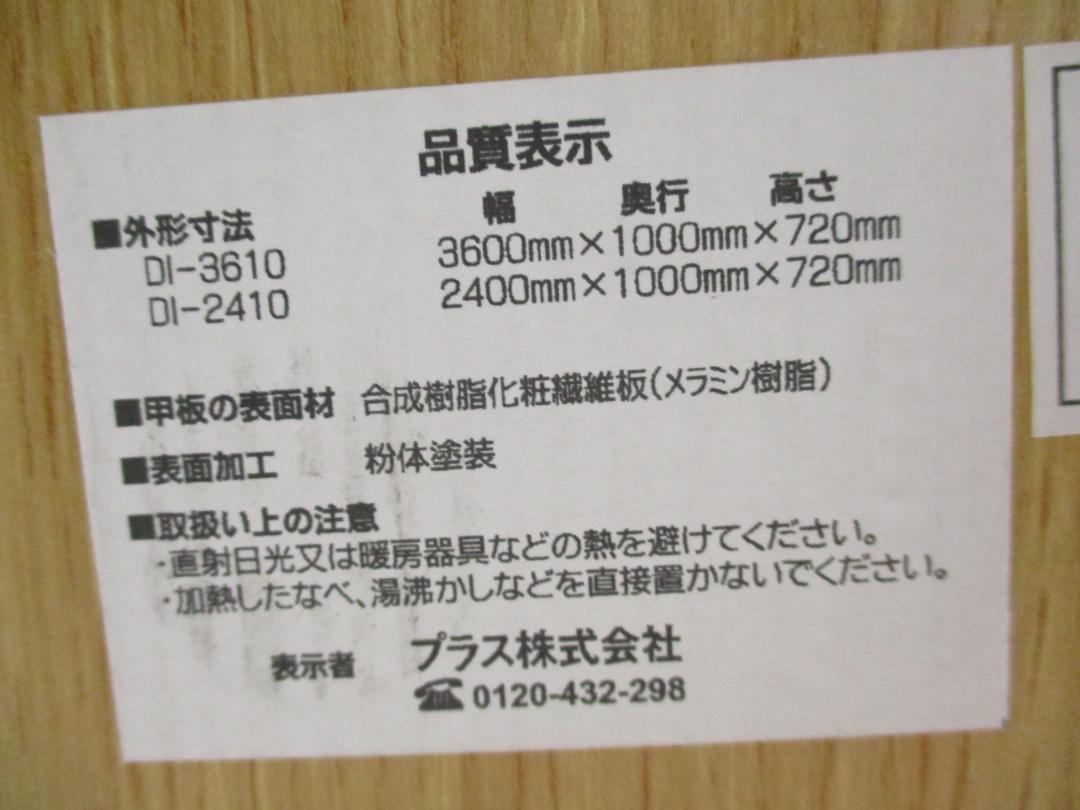 品質表示
幅 奥行 高さ
■外形寸法
DI-3610 3600mm×1000mm×720mm
DI-2410 2400mm×1000mm×720mm
■甲板の表面材 合成樹脂化粧繊維板(メラミン樹脂)
■表面加工 粉体塗装
■取扱い上の注意
・直射日光又は暖房器具などの熱を避けてください。
・加熱したなべ、湯沸かしなどを直接置かないでください。
表示者 プラス株式会社
☎0120-432-298